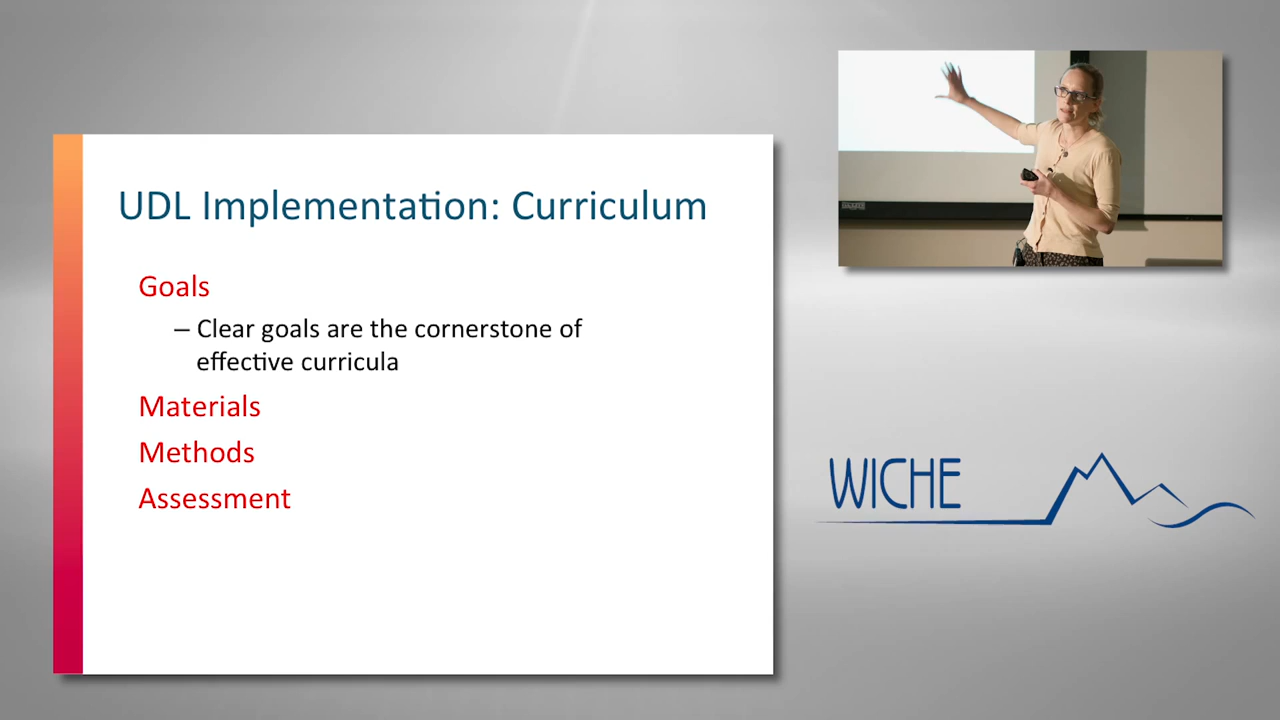 UDL Implementation: Curriculum
Goals
– Clear goals are the cornerstone of
effective curricula
Materials
Methods
Assessment
WICHE